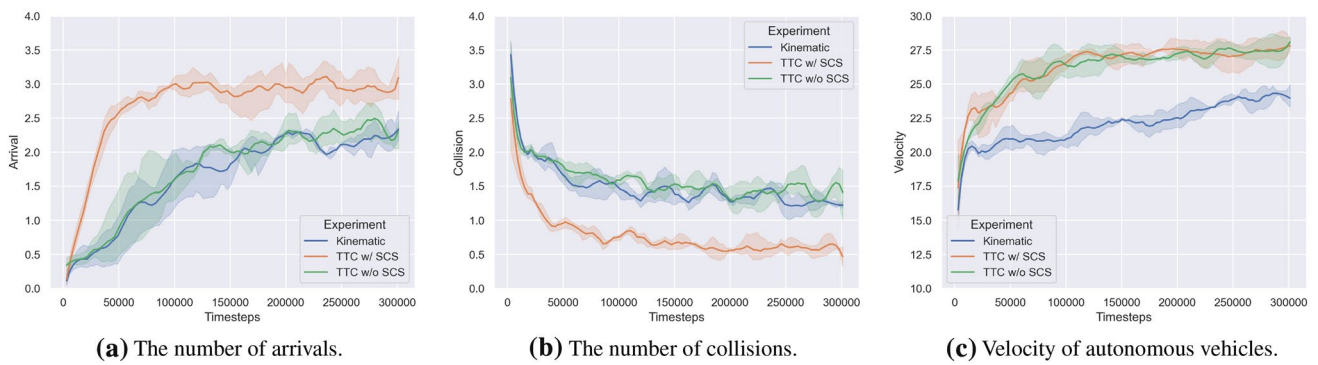 4.0
3.5
3.0
2.5
2.0
1.5
1.0
0.5
0.0
Arrival
Experiment
Kinematic
TTC w/ SCS
TTC w/o SCS
0 50000 100000 150000 200000 250000 300000
Timesteps
(a) The number of arrivals.
4.0
3.5
3.0
2.5
2.0
1.5
1.0
0.5
0.0
Collision
Experiment
Kinematic
TTC w/ SCS
TTC w/o SCS
0 50000 100000 150000 200000 250000 300000
Timesteps
(b) The number of collisions.
30.0
27.5
25.0
22.5
20.0
17.5
15.0
12.5
10.0
Velocity
Experiment
Kinematic
TTC w/ SCS
TTC w/o SCS
0 50000 100000 150000 200000 250000 300000
Timesteps
(c) Velocity of autonomous vehicles.